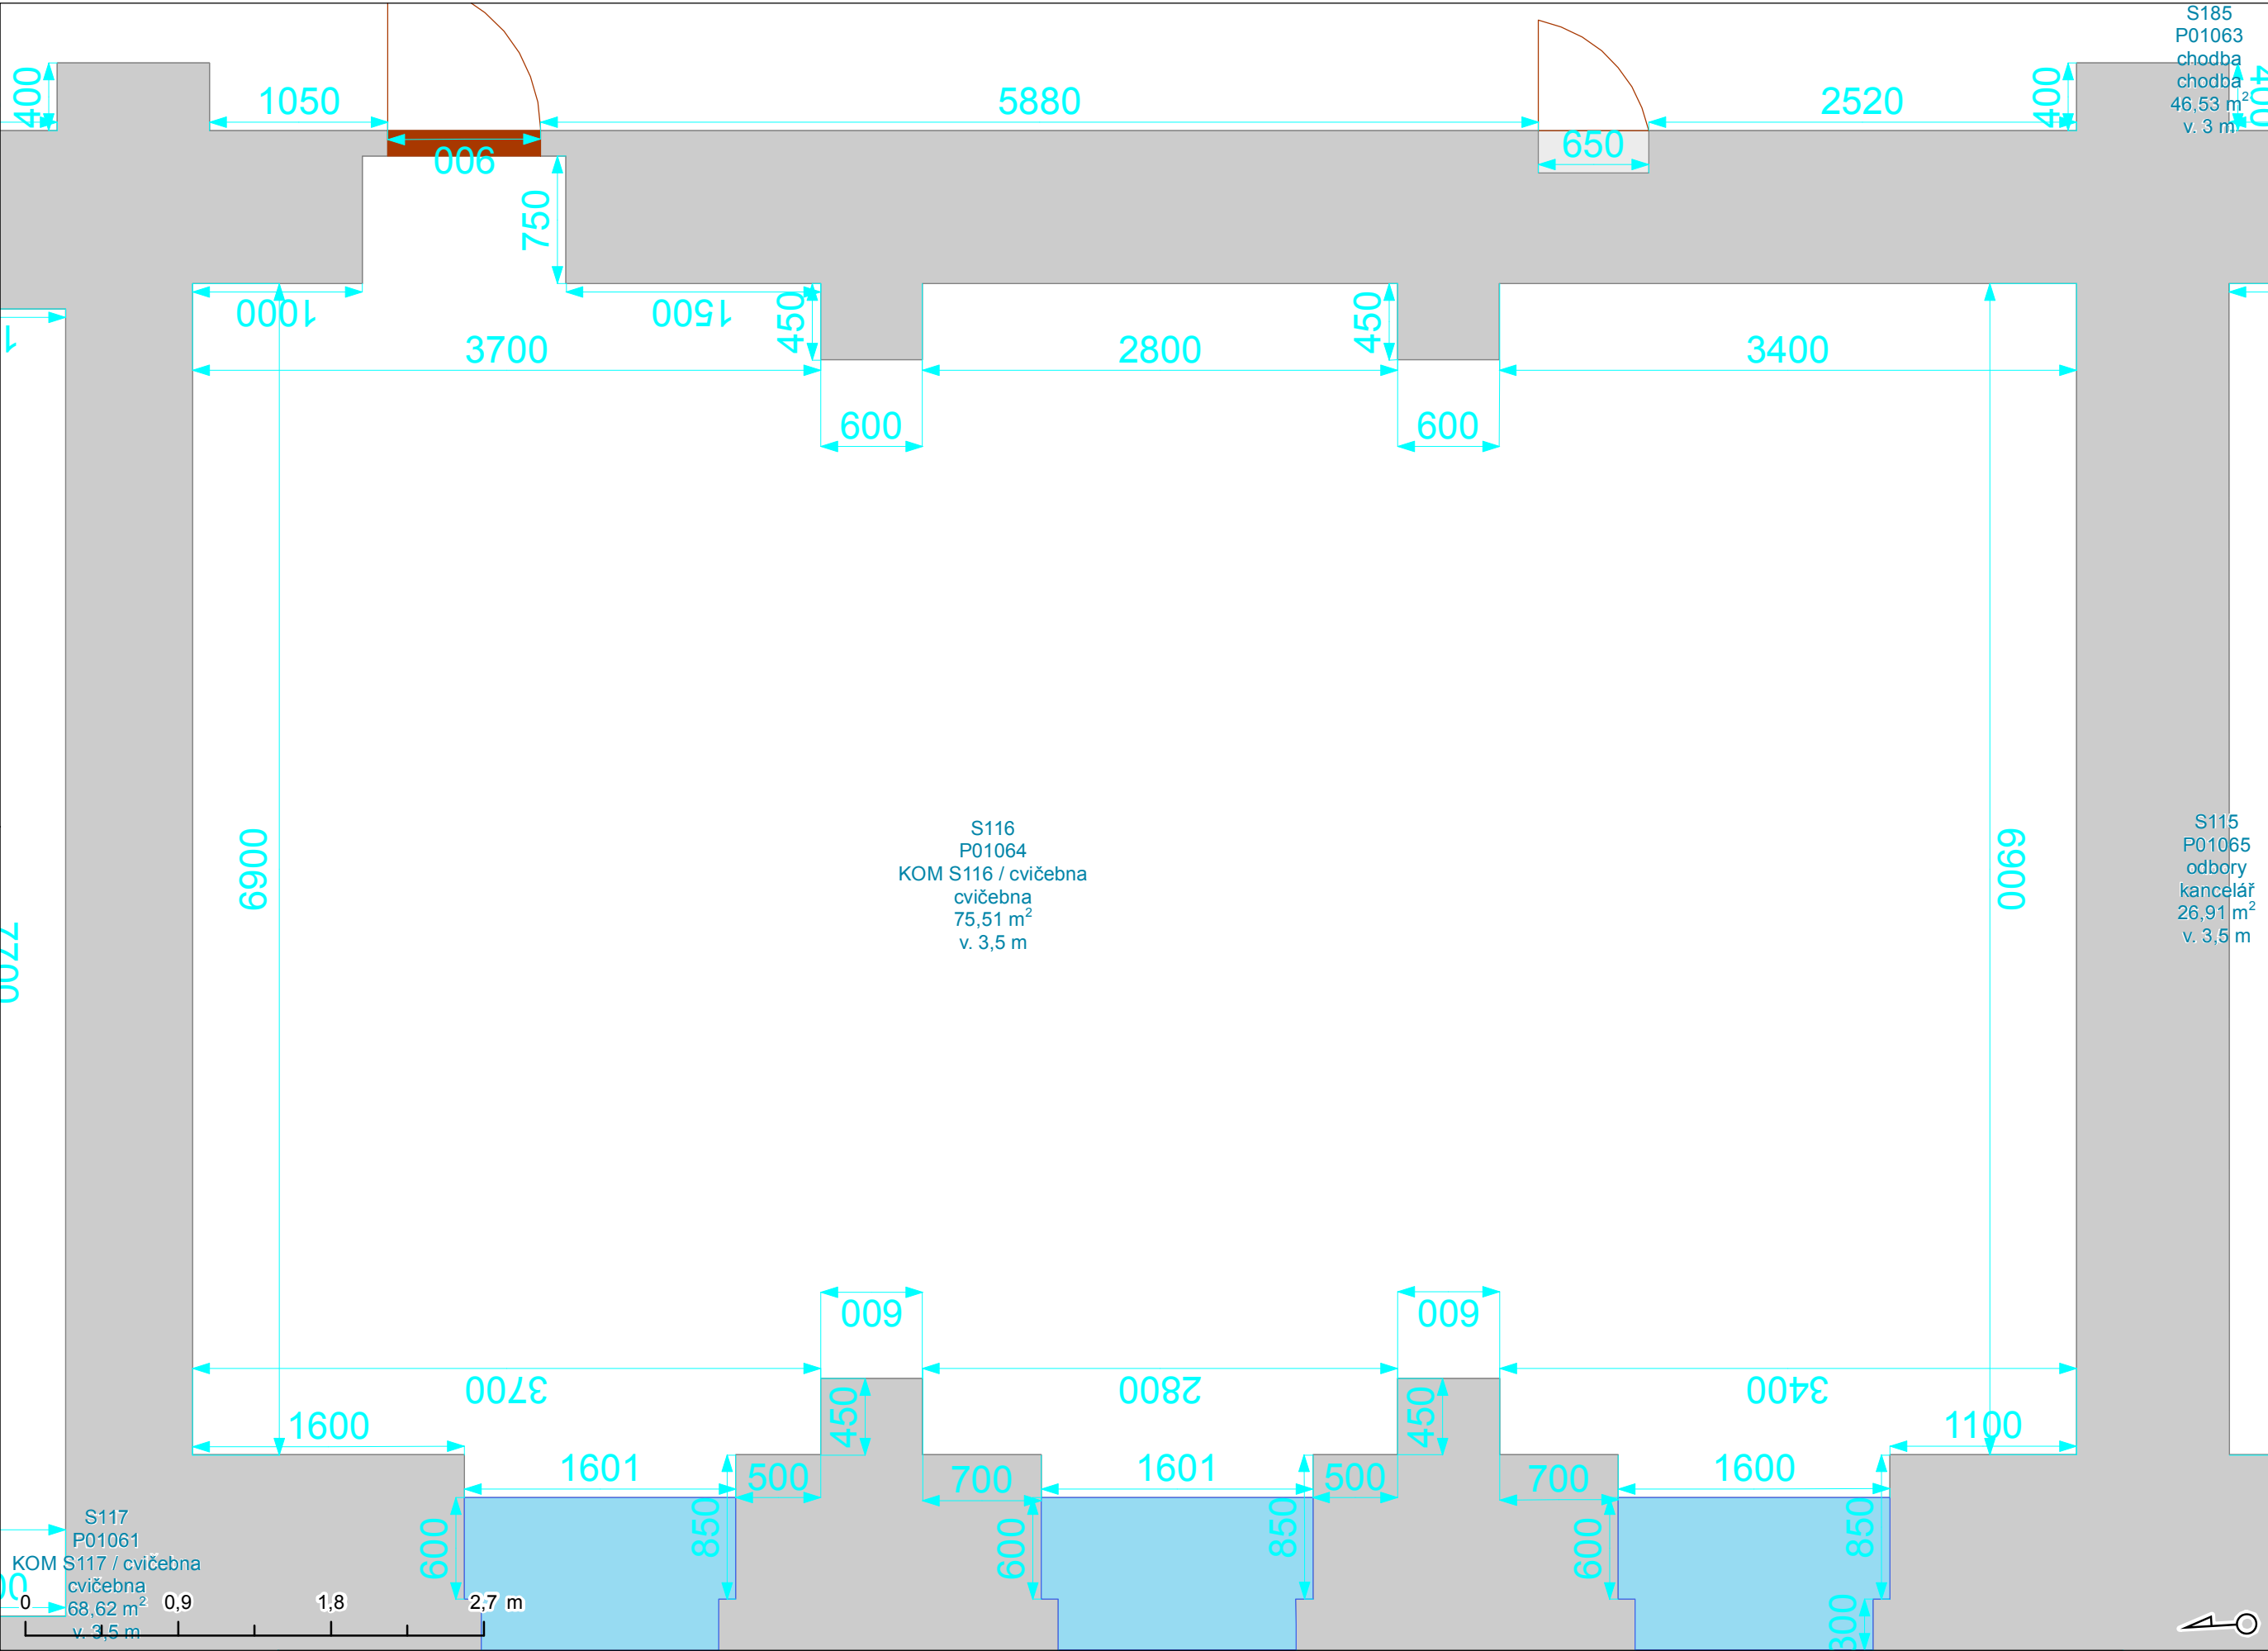 S185
P01063
chodba
chodba
46,53 m²
v. 3 m
400
1050
5880
2520
400
900
650
750
1000
1500
450
450
3700
2800
3400
600
600
6900
6900
7700
S116
P01064
KOM S116 / cvičebna
cvičebna
75,51 m²
v. 3,5 m
S115
P01065
odbory
kancelář
26,91 m²
v. 3,5 m
600
600
3700
2800
3400
1600
450
450
1100
1601
500
700
1601
500
700
1600
600
850
600
850
600
850
300
S117
P01061
KOM S117 / cvičebna
cvičebna
68,62 m²
v. 3,5 m
0 0,9 1,8 2,7 m